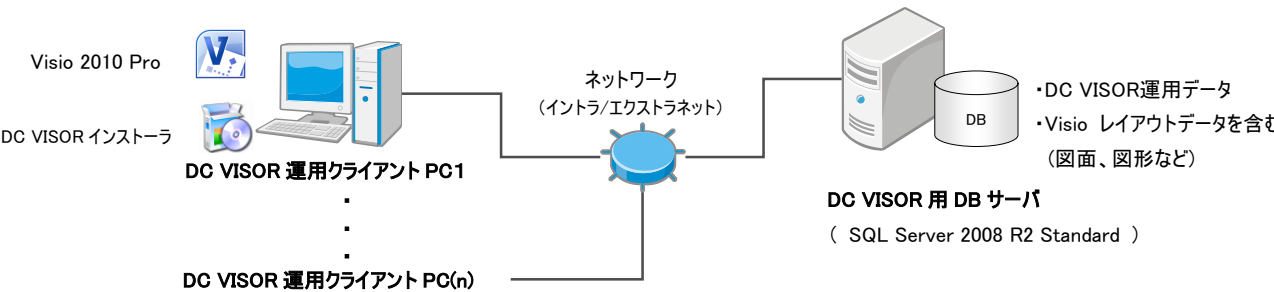 Visio 2010 Pro
DC VISOR インストーラ
DC VISOR 運用クライアント PC1
・
・
・
DC VISOR 運用クライアント PC(n)
ネットワーク
(イントラ/エクストラネット)
DB
・DC VISOR運用データ
・Visio レイアウトデータを含む
(図面、図形など)
DC VISOR 用 DB サーバ
( SQL Server 2008 R2 Standard )